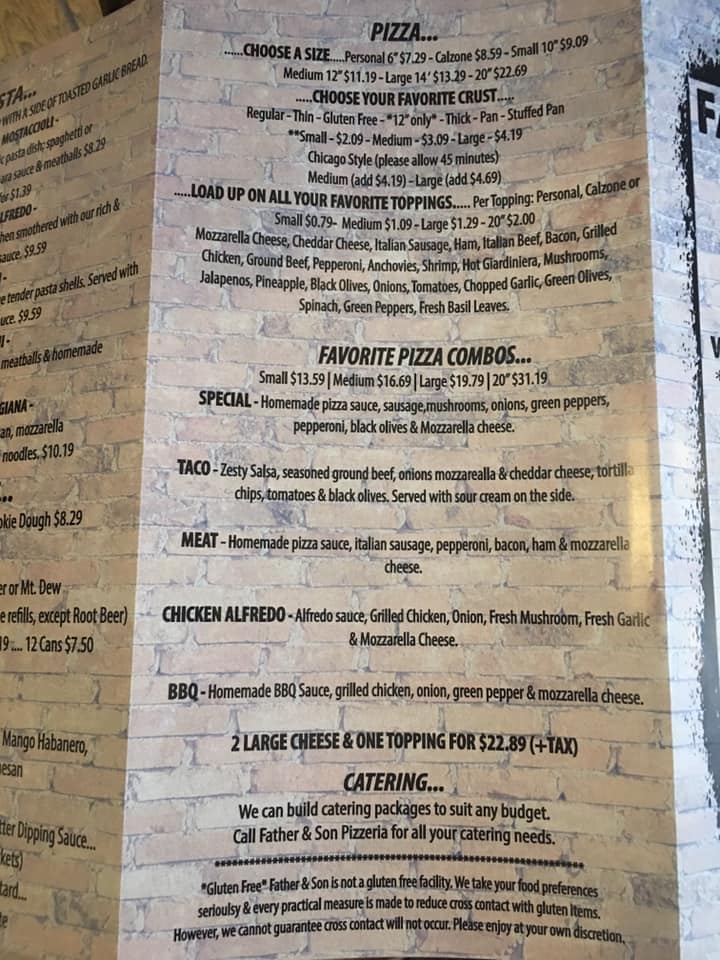 STA...
WITH A SIDE OF TOASTED GARLIC BREAD.
MOSTACCIOLI -
pasta dish; spaghetti or
sauce & meatballs $8.29
for $1.39
LFREDO -
smothered with our rich &
sauce. $9.59
tender pasta shells. Served with
$9.59
meatballs & homemade
mozzarella
noodles. $10.19
Dough $8.29
or Mt. Dew
refills, except Root Beer)
.... 12 Cans $7.50
Mango Habanero,
Dipping Sauce...
PIZZA...
......CHOOSE A SIZE.....Personal 6" $7.29 - Calzone $8.59 - Small 10" $9.09
Medium 12" $11.19 - Large 14' $13.29 - 20" $22.69
.....CHOOSE YOUR FAVORITE CRUST.....
Regular - Thin - Gluten Free - *12" only* - Thick - Pan - Stuffed Pan
**Small - $2.09 - Medium - $3.09 - Large - $4.19
Chicago Style (please allow 45 minutes)
Medium (add $4.19) - Large (add $4.69)
.....LOAD UP ON ALL YOUR FAVORITE TOPPINGS..... Per Topping: Personal, Calzone or
Small $0.79- Medium $1.09 - Large $1.29 - 20" $2.00
Mozzarella Cheese, Cheddar Cheese, Italian Sausage, Ham, Italian Beef, Bacon, Grilled
Chicken, Ground Beef, Pepperoni, Anchovies, Shrimp, Hot Giardiniera, Mushrooms,
Jalapenos, Pineapple, Black Olives, Onions, Tomatoes, Chopped Garlic, Green Olives,
Spinach, Green Peppers, Fresh Basil Leaves.
FAVORITE PIZZA COMBOS...
Small $13.59 | Medium $16.69 | Large $19.79 | 20" $31.19
SPECIAL - Homemade pizza sauce, sausage,mushrooms, onions, green peppers,
pepperoni, black olives & Mozzarella cheese.
TACO - Zesty Salsa, seasoned ground beef, onions mozzarealla & cheddar cheese, tortilla
chips, tomatoes & black olives. Served with sour cream on the side.
MEAT - Homemade pizza sauce, italian sausage, pepperoni, bacon, ham & mozzarella
cheese.
CHICKEN ALFREDO - Alfredo sauce, Grilled Chicken, Onion, Fresh Mushroom, Fresh Garlic
& Mozzarella Cheese.
BBQ - Homemade BBQ Sauce, grilled chicken, onion, green pepper & mozzarella cheese.
2 LARGE CHEESE & ONE TOPPING FOR $22.89 (+TAX)
CATERING...
We can build catering packages to suit any budget.
Call Father & Son Pizzeria for all your catering needs.
*Gluten Free* Father & Son is not a gluten free facility. We take your food preferences
serioulsy & every practical measure is made to reduce cross contact with gluten items.
However, we cannot guarantee cross contact will not occur. Please enjoy at your own discretion.